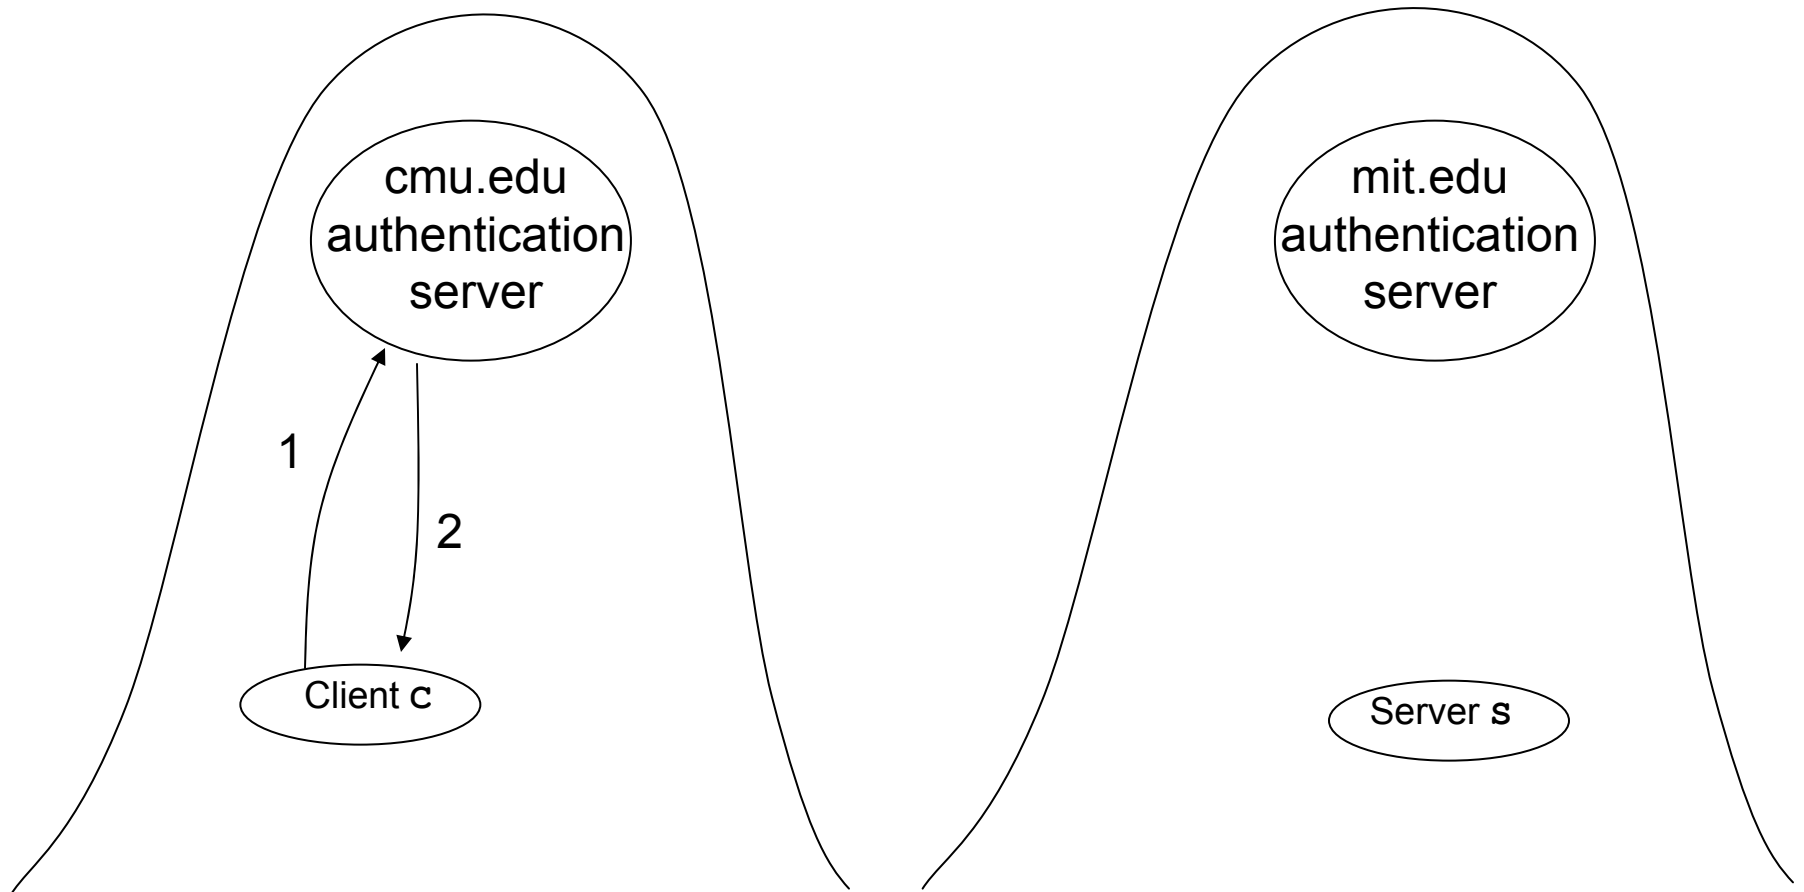 cmu.edu
authentication
server
1
2
Client c
mit.edu
authentication
server
Server s